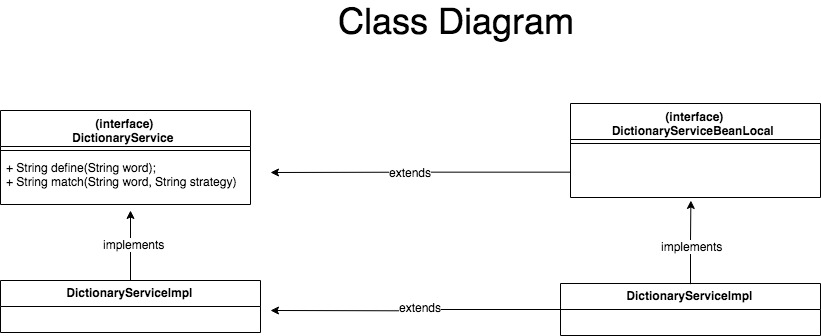 Class Diagram
(interface)
DictionaryService
+ String define(String word);
+ String match(String word, String strategy)
(interface)
DictionaryServiceBeanLocal
extends
implements
implements
DictionaryServiceImpl
extends
DictionaryServiceImpl